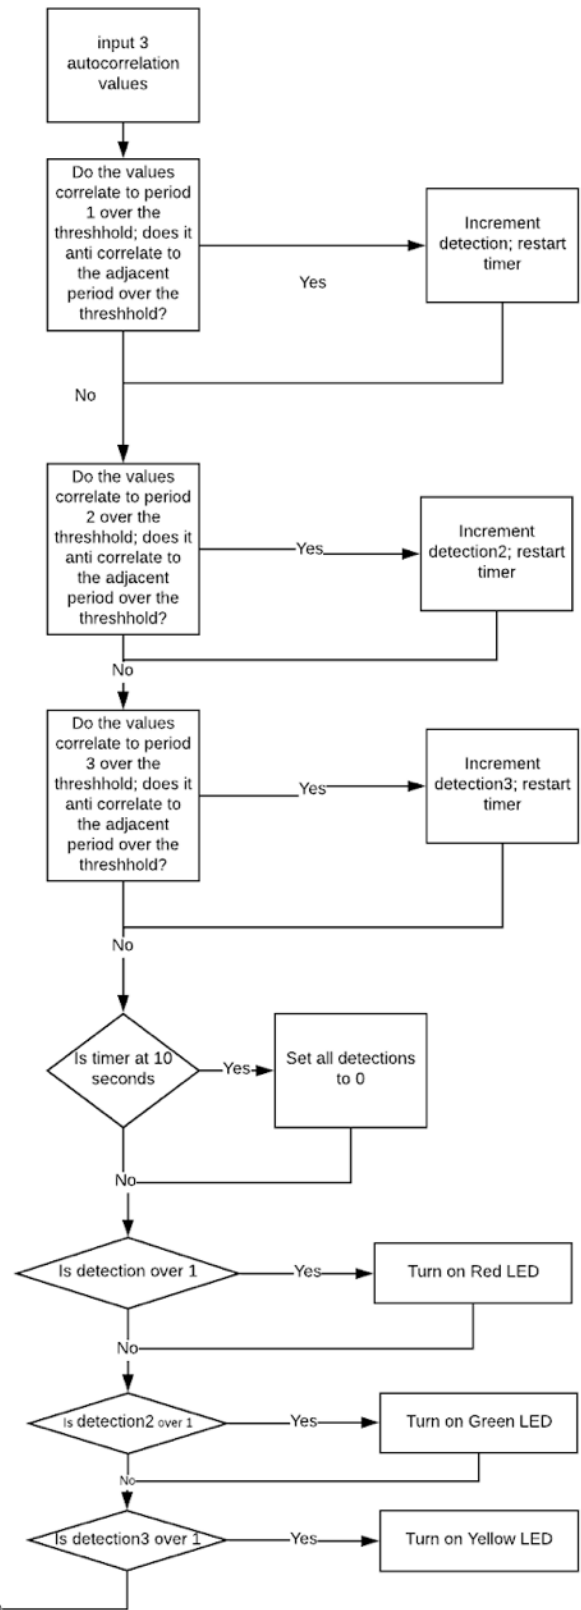 input 3
autocorrelation
values
Do the values
correlate to period
1 over the
threshhold; does it
anti correlate to
the adjacent
period over the
threshhold?
Yes
Increment
detection; restart
timer
No
Do the values
correlate to period
2 over the
threshhold; does it
anti correlate to
the adjacent
period over the
threshhold?
Yes
Increment
detection2; restart
timer
No
Do the values
correlate to period
3 over the
threshhold; does it
anti correlate to
the adjacent
period over the
threshhold?
Yes
Increment
detection3; restart
timer
No
Is timer at 10
seconds
Yes
Set all detections
to 0
No
Is detection over 1
Yes
Turn on Red LED
No
Is detection2 over 1
Yes
Turn on Green LED
No
Is detection3 over 1
Yes
Turn on Yellow LED